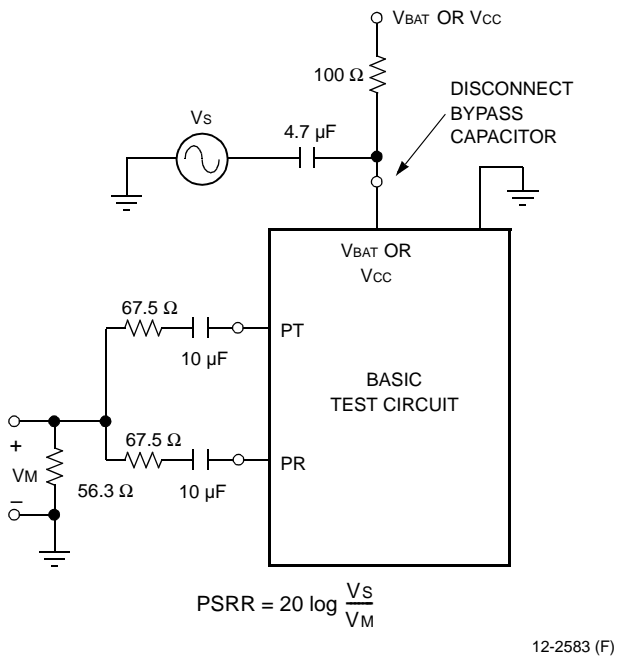 VBAT OR VCC
100 Ω
DISCONNECT
BYPASS
CAPACITOR
VS
4.7 µF
VBAT OR
VCC
67.5 Ω
10 µF
PT
BASIC
TEST CIRCUIT
67.5 Ω
10 µF
PR
+
VM
–
56.3 Ω
PSRR = 20 log VS/VM
12-2583 (F)